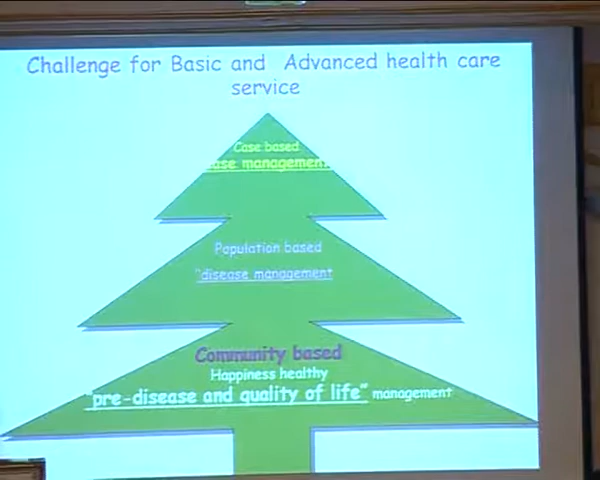 Challenge for Basic and Advanced health care
service
Case based
management
Population based
"disease management
Community based
Happiness healthy
"pre-disease and quality of life" management